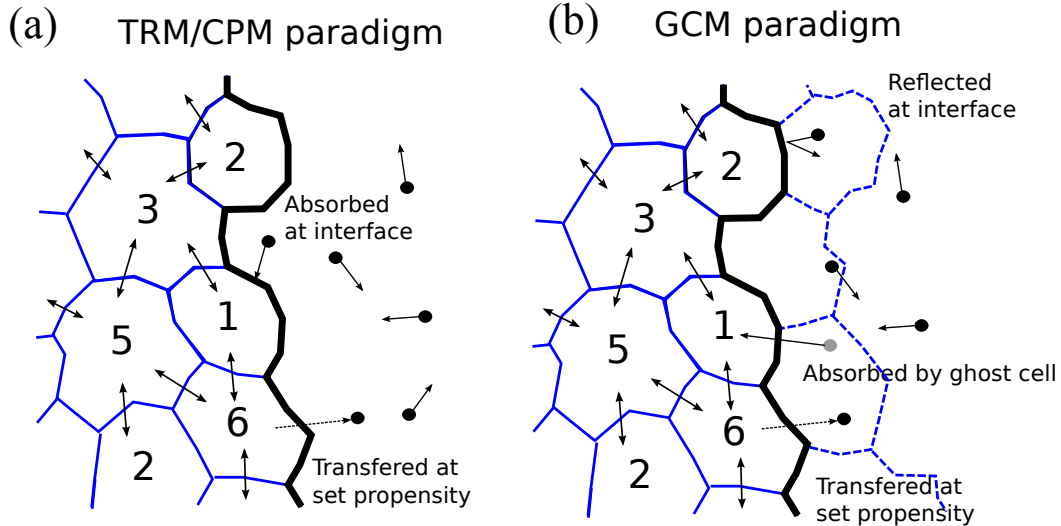 (a)
TRM/CPM paradigm
2
3
Absorbed
at interface
1
5
6
2
Transfered at
set propensity
(b)
GCM paradigm
Reflected
at interface
2
3
1
5
Absorbed by ghost cell
6
2
Transfered at
set propensity